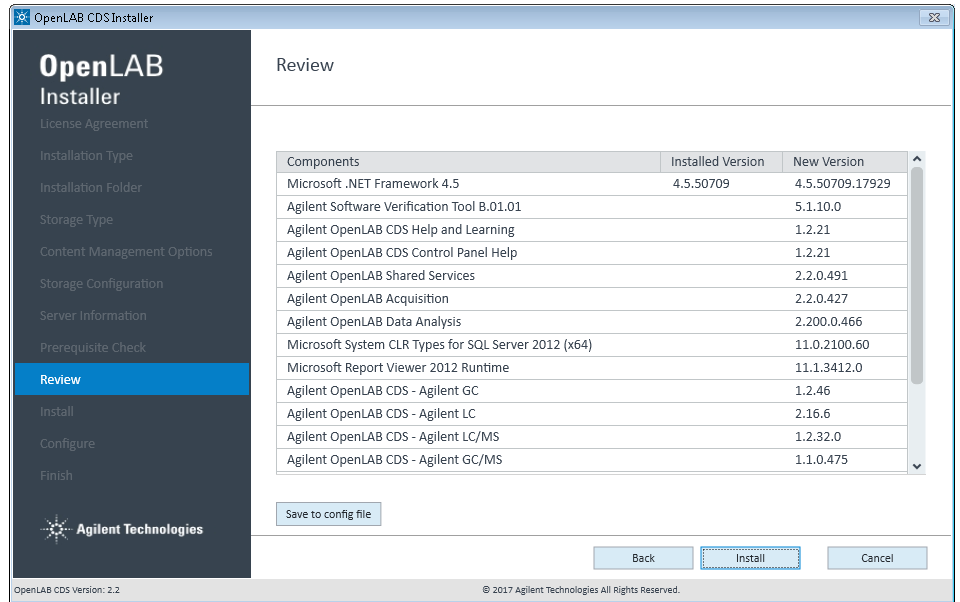 OpenLAB CDS Installer
OpenLAB
Installer
License Agreement
Installation Type
Installation Folder
Storage Type
Content Management Options
Storage Configuration
Server Information
Prerequisite Check
Review
Install
Configure
Finish
Agilent Technologies
Review
Components Installed Version New Version
Microsoft .NET Framework 4.5 4.5.50709 4.5.50709.17929
Agilent Software Verification Tool B.01.01 5.1.10.0
Agilent OpenLAB CDS Help and Learning 1.2.21
Agilent OpenLAB CDS Control Panel Help 1.2.21
Agilent OpenLAB Shared Services 2.2.0.491
Agilent OpenLAB Acquisition 2.2.0.427
Agilent OpenLAB Data Analysis 2.200.0.466
Microsoft System CLR Types for SQL Server 2012 (x64) 11.0.2100.60
Microsoft Report Viewer 2012 Runtime 11.1.3412.0
Agilent OpenLAB CDS - Agilent GC 1.2.46
Agilent OpenLAB CDS - Agilent LC 2.16.6
Agilent OpenLAB CDS - Agilent LC/MS 1.2.32.0
Agilent OpenLAB CDS - Agilent GC/MS 1.1.0.475
Save to config file
Back Install Cancel
OpenLAB CDS Version: 2.2 © 2017 Agilent Technologies All Rights Reserved.